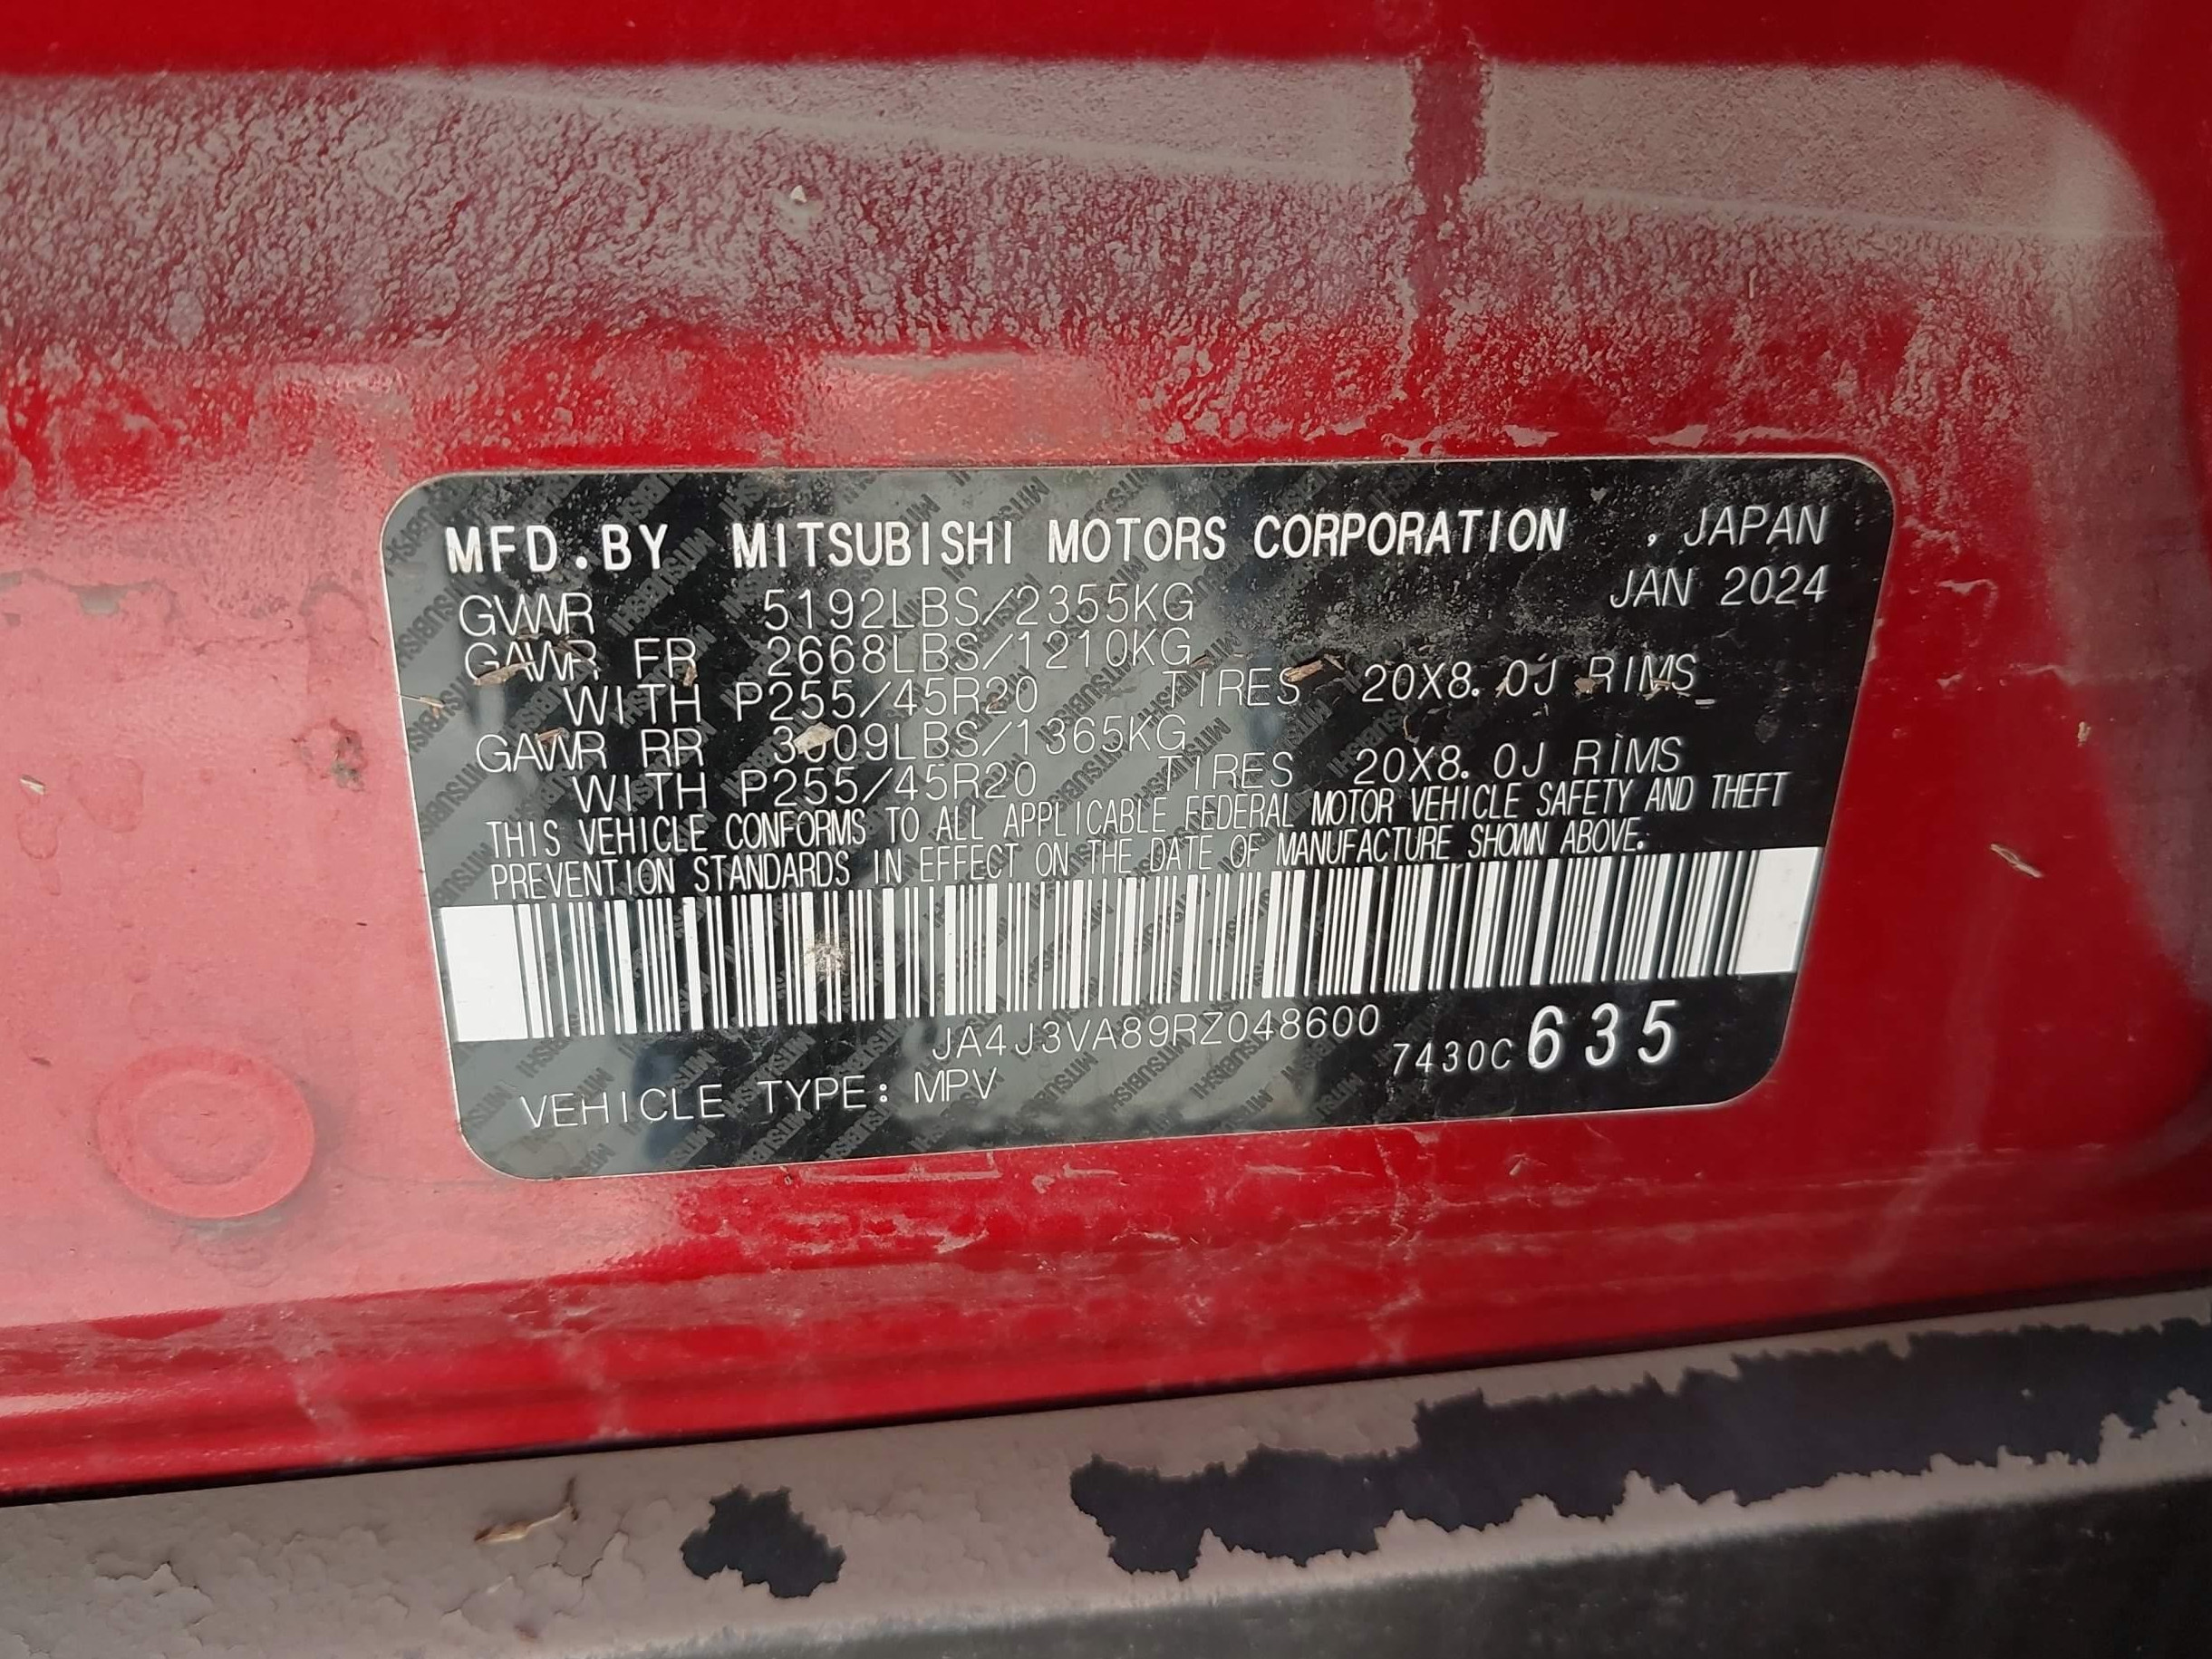 MFD.BY MITSUBISHI MOTORS CORPORATION , JAPAN
JAN 2024
GVWR 5192LBS/2355KG
GAWR FR 2668LBS/1210KG
WITH P255/45R20 TIRES 20X8.0J RIMS
GAWR RR 3009LBS/1365KG
WITH P255/45R20 TIRES 20X8.0J RIMS
THIS VEHICLE CONFORMS TO ALL APPLICABLE FEDERAL MOTOR VEHICLE SAFETY AND THEFT
PREVENTION STANDARDS IN EFFECT ON THE DATE OF MANUFACTURE SHOWN ABOVE.
JA4J3VA89RZ048600
7430C 635
VEHICLE TYPE: MPV